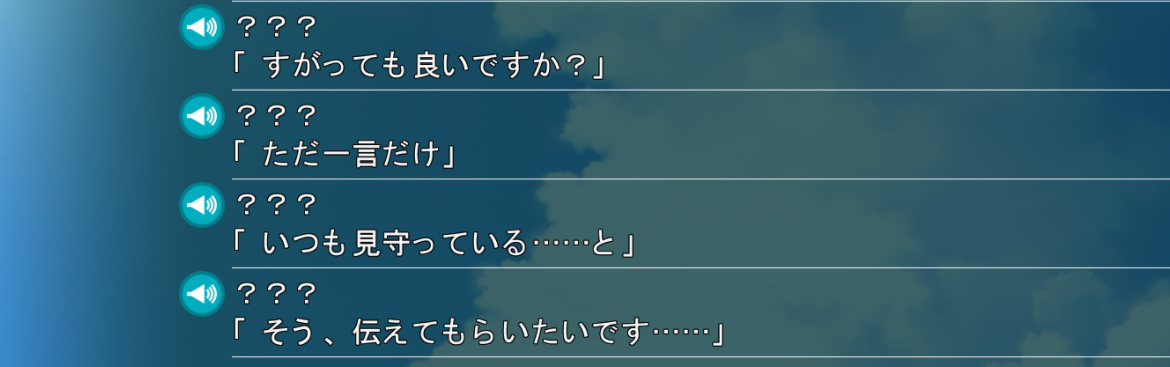 ？？？
「 すがっても良いですか？」
？？？
「 ただ一言だけ」
？？？
「 いつも見守っている……と」
？？？
「 そう、伝えてもらいたいです……」